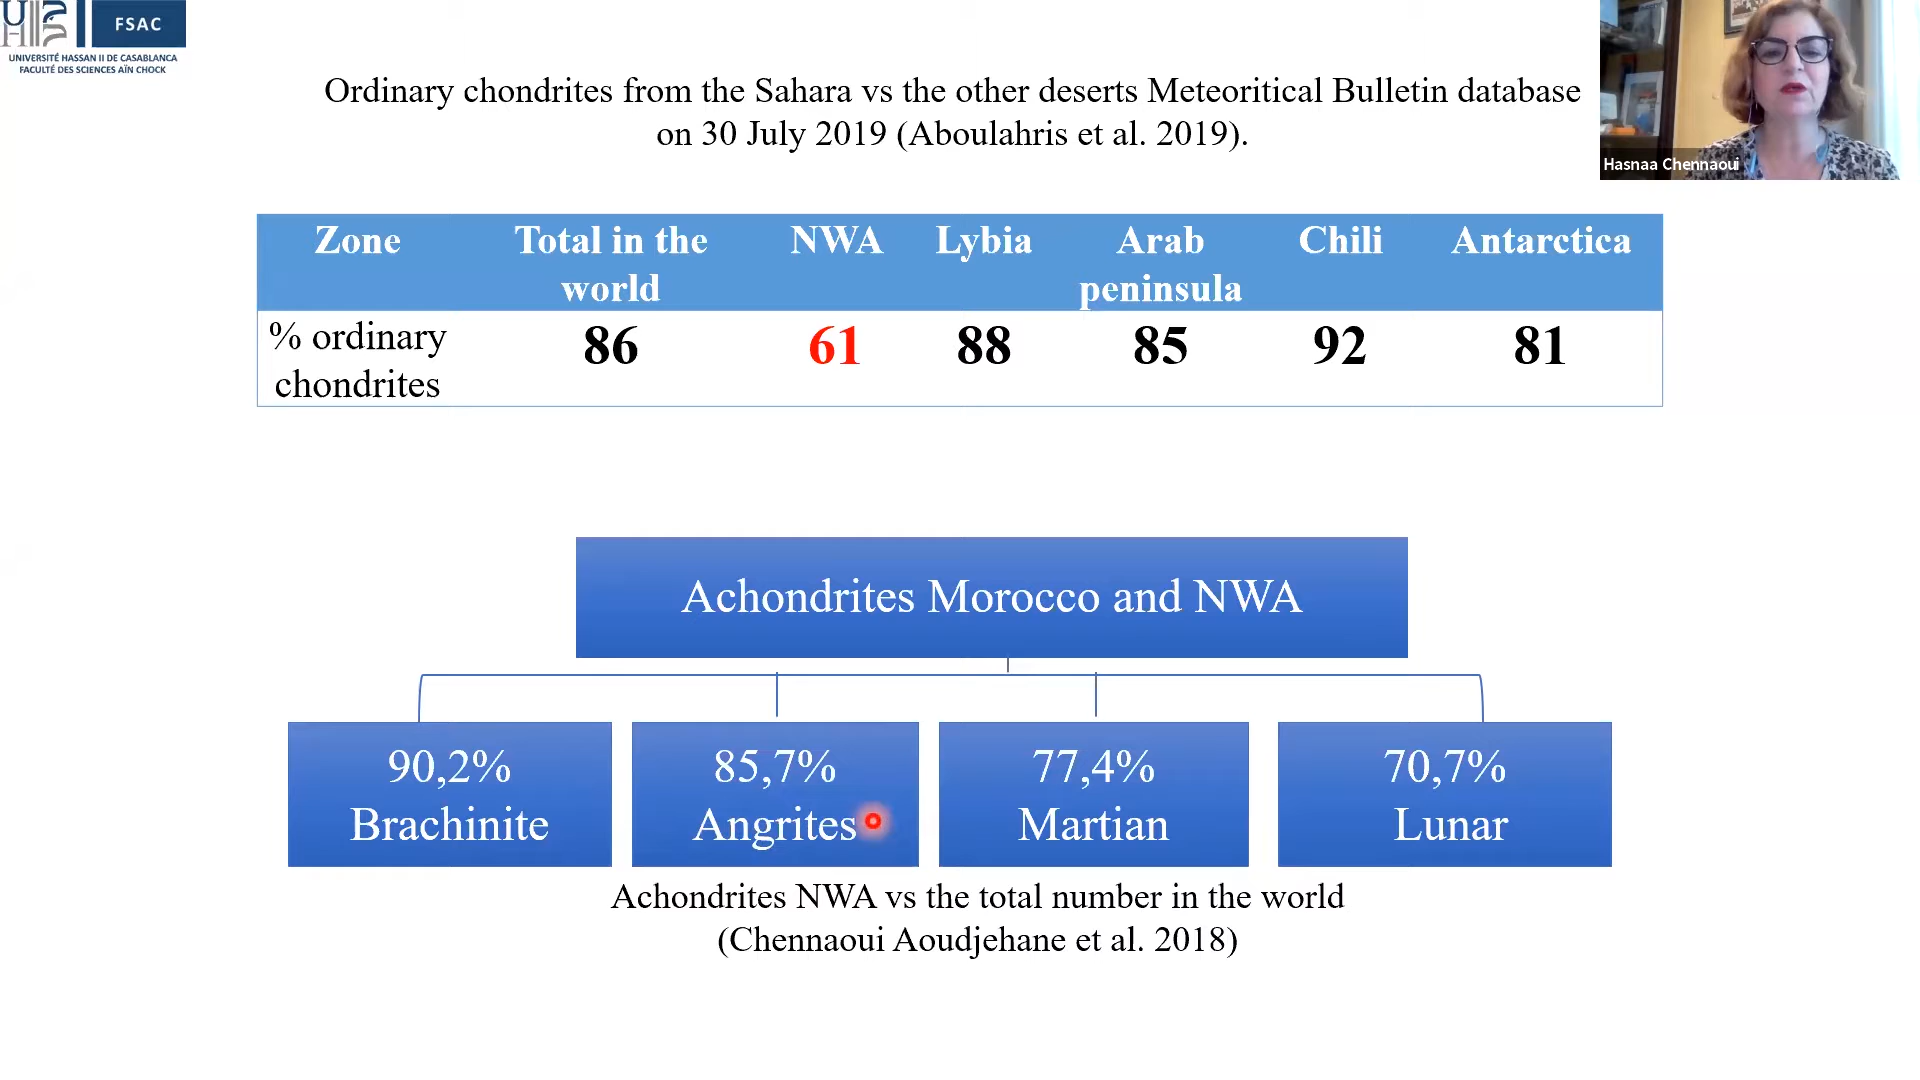 FSAC
UNIVERSITÉ HASSAN II DE CASABLANCA
FACULTÉ DES SCIENCES AÏN CHOCK
Ordinary chondrites from the Sahara vs the other deserts Meteoritical Bulletin database
on 30 July 2019 (Aboulahris et al. 2019).
Hasnaa Chennaoui
Zone Total in the world NWA Lybia Arab peninsula Chili Antarctica
% ordinary chondrites 86 61 88 85 92 81
Achondrites Morocco and NWA
90,2% 85,7% 77,4% 70,7%
Brachinite Angrites Martian Lunar
Achondrites NWA vs the total number in the world
(Chennaoui Aoudjehane et al. 2018)